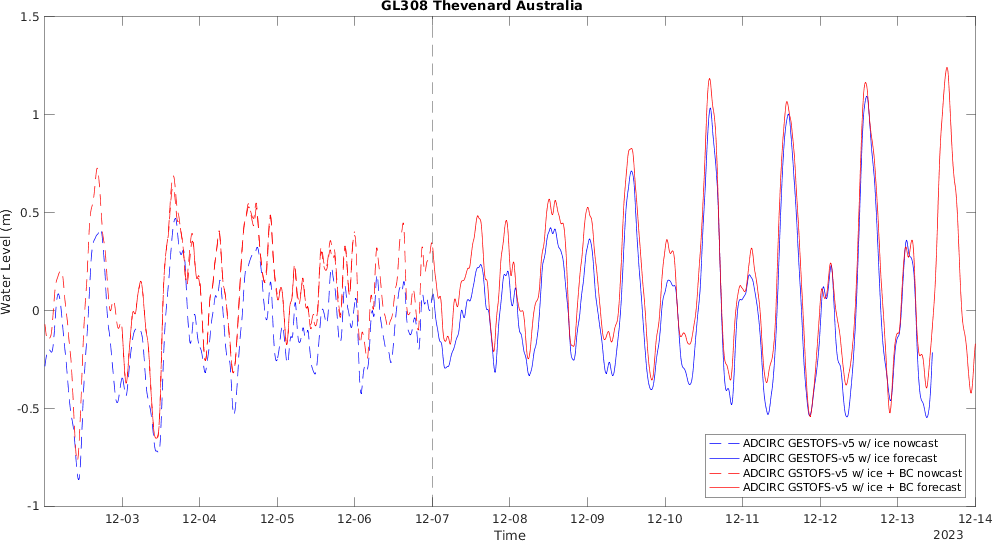 GL308 Thevenard Australia
1.5
1
0.5
0
-0.5
-1
Water Level (m)
12-03 12-04 12-05 12-06 12-07 12-08 12-09 12-10 12-11 12-12 12-13 12-14
Time
2023
ADCIRC GESTOFS-v5 w/ ice nowcast
ADCIRC GESTOFS-v5 w/ ice forecast
ADCIRC GSTOFS-v5 w/ ice + BC nowcast
ADCIRC GSTOFS-v5 w/ ice + BC forecast